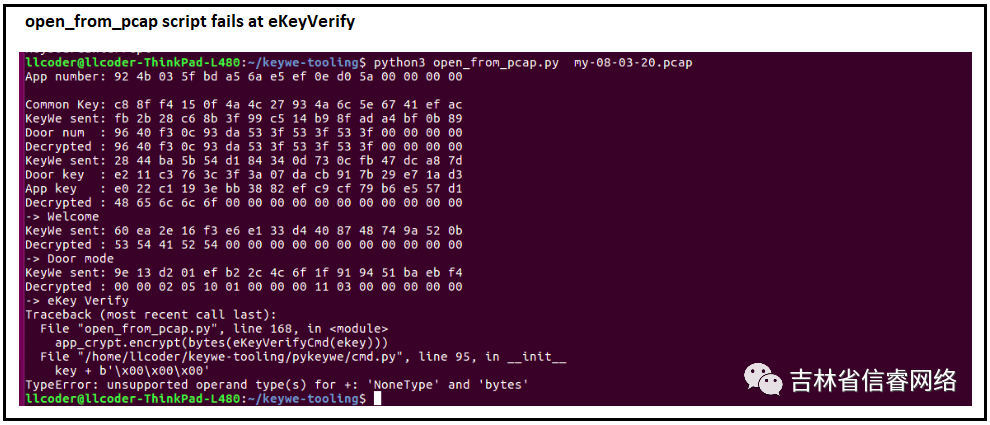 open_from_pcap script fails at eKeyVerify
llcoder@llcoder-ThinkPad-L480:~/keywe-tooling$ python3 open_from_pcap.py  my-08-03-20.pcap
App number: 92 4b 03 5f bd a5 6a e5 ef 0e d0 5a 00 00 00 00
Common Key: c8 8f f4 15 0f 4a 4c 27 93 4a 6c 5e 67 41 ef ac
KeyWe sent: fb 2b 28 c6 8b 3f 99 c5 14 b9 8f ad a4 bf 0b 89
Door num  : 96 40 f3 0c 93 da 53 3f 53 3f 53 3f 00 00 00 00
Decrypted : 96 40 f3 0c 93 da 53 3f 53 3f 53 3f 00 00 00 00
KeyWe sent: 28 44 ba 5b 54 d1 84 34 0d 73 0c fb 47 dc a8 7d
Door key  : e2 11 c3 76 3c 3f 3a 07 da cb 91 7b 29 e7 1a d3
App key   : e0 22 c1 19 3e bb 38 82 ef c9 cf 79 b6 e5 57 d1
Decrypted : 48 65 6c 6c 6f 00 00 00 00 00 00 00 00 00 00 00
-> Welcome
KeyWe sent: 60 ea 2e 16 f3 e6 e1 33 d4 40 87 48 74 9a 52 0b
Decrypted : 53 54 41 52 54 00 00 00 00 00 00 00 00 00 00 00
-> Door mode
KeyWe sent: 9e 13 d2 01 ef b2 2c 4c 6f 1f 91 94 51 ba eb f4
Decrypted : 00 00 02 05 10 01 00 00 00 11 03 00 00 00 00 00
-> eKey Verify
Traceback (most recent call last):
  File "open_from_pcap.py", line 168, in <module>
    app_crypt.encrypt(bytes(eKeyVerifyCmd(ekey)))
  File "/home/llcoder/keywe-tooling/pykeywe/cmd.py", line 95, in __init__
    key + b'\x00\x00\x00'
TypeError: unsupported operand type(s) for +: 'NoneType' and 'bytes'
llcoder@llcoder-ThinkPad-L480:~/keywe-tooling$
吉林省信睿网络